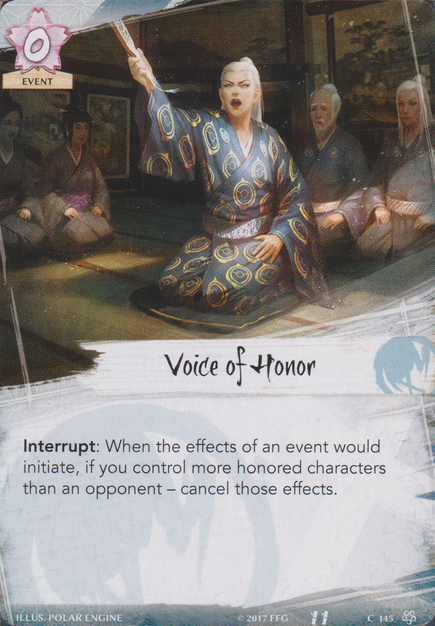 0
EVENT
Voice of Honor
Interrupt: When the effects of an event would
initiate, if you control more honored characters
than an opponent – cancel those effects.
ILLUS. POLAR ENGINE
© 2017 FFG
C 145